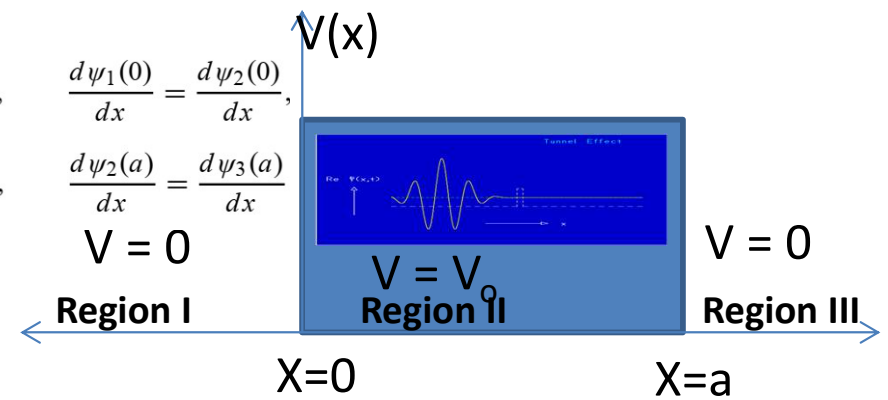 V(x)
, dψ₁(0)/dx = dψ₂(0)/dx,
, dψ₂(a)/dx = dψ₃(a)/dx
Tunnel Effect
Re Ψ(x,t)
x
V = 0
V = V₀
V = 0
Region I
Region II
Region III
X=0
X=a